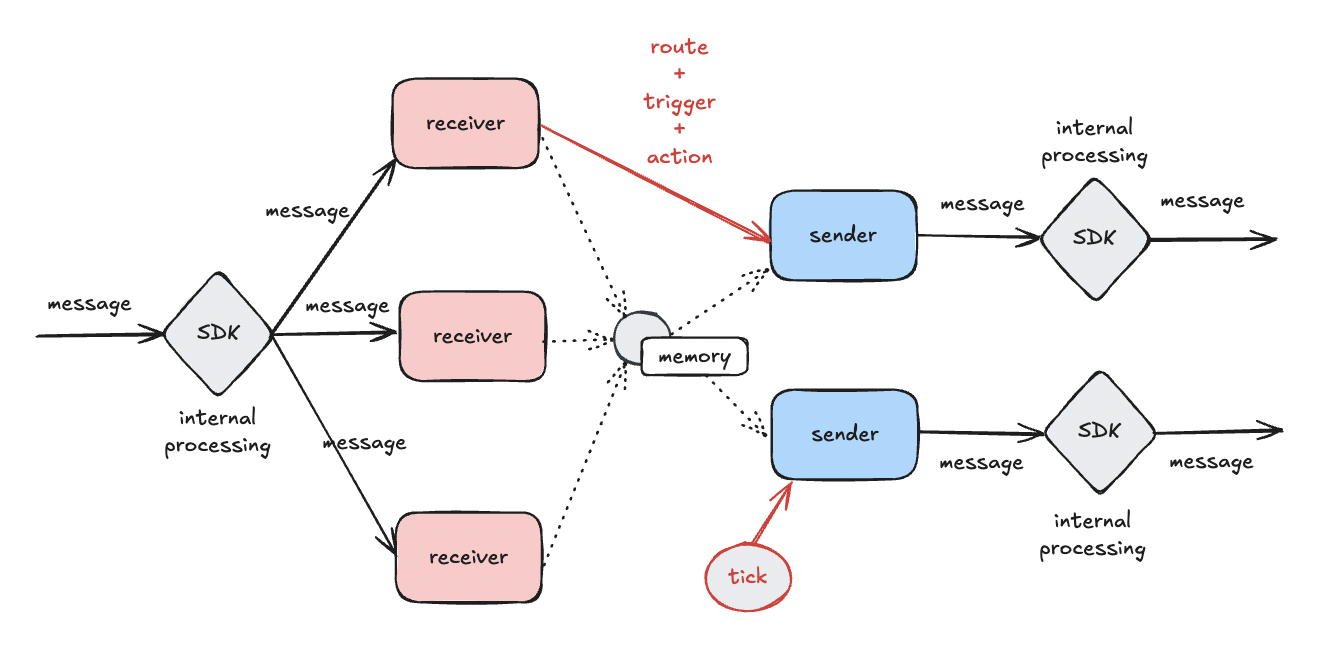 route
+
trigger
+
action
receiver
internal
processing
message
message
message
sender
SDK
message
SDK
message
message
receiver
memory
internal
processing
message
sender
SDK
message
message
internal
processing
receiver
tick